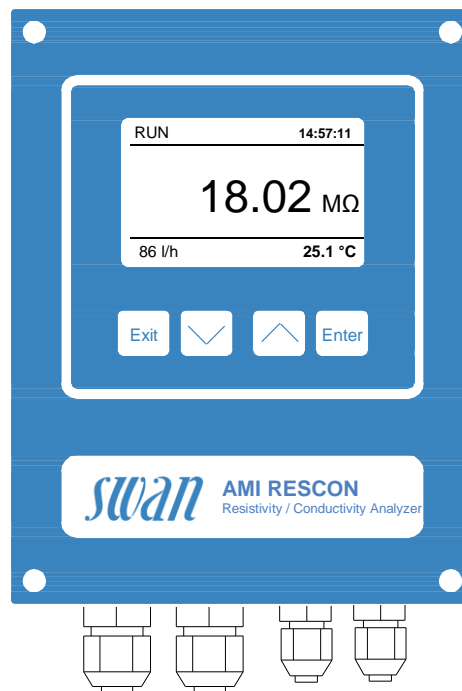 RUN 14:57:11
18.02 MΩ
86 l/h 25.1 °C
Exit Enter
swan AMI RESCON
Resistivity / Conductivity Analyzer